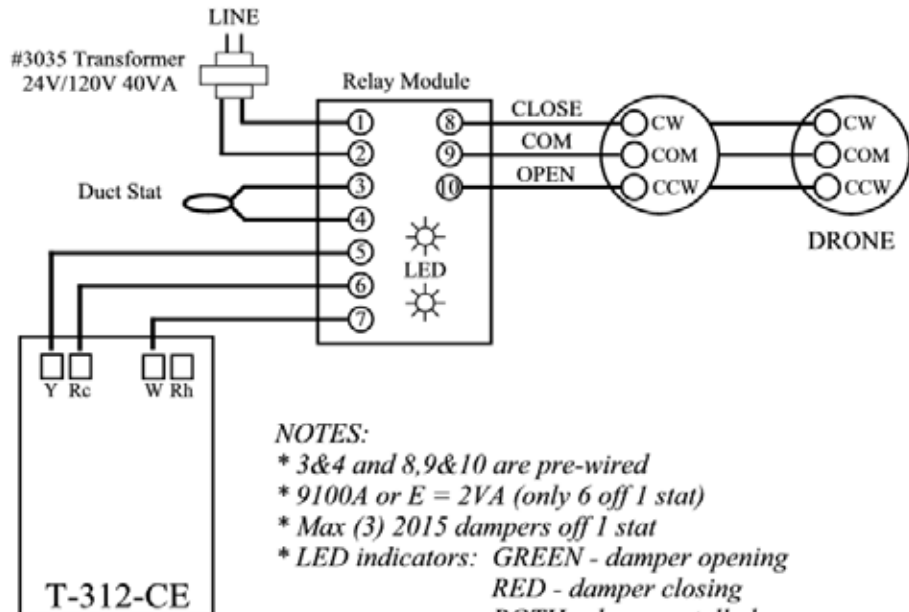 LINE
#3035 Transformer
24V/120V 40VA
Relay Module
1
2
3
4
5
6
7
8
9
10
CLOSE
COM
OPEN
CW
COM
CCW
CW
COM
CCW
DRONE
Duct Stat
LED
Y Rc W Rh
T-312-CE
NOTES:
* 3&4 and 8,9&10 are pre-wired
* 9100A or E = 2VA (only 6 off 1 stat)
* Max (3) 2015 dampers off 1 stat
* LED indicators: GREEN - damper opening
RED - damper closing